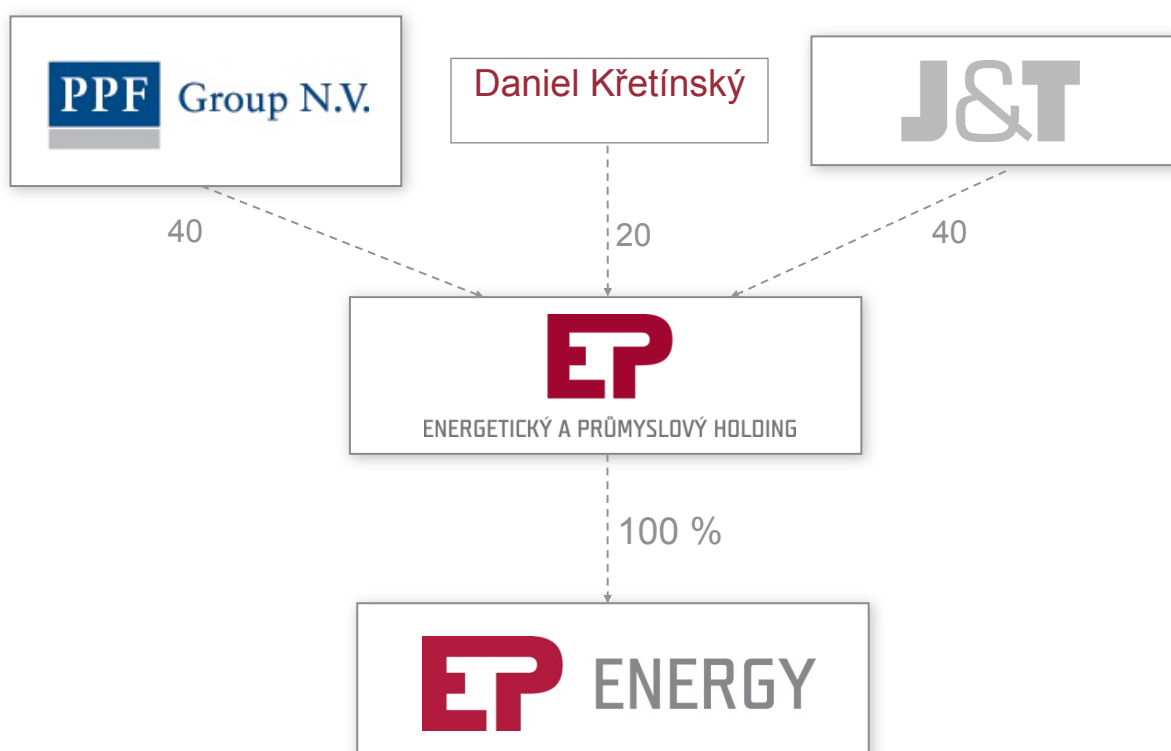 PPF Group N.V.
Daniel Křetínský
J&T
40
20
40
EP
ENERGETICKÝ A PRŮMYSLOVÝ HOLDING
100 %
EP ENERGY